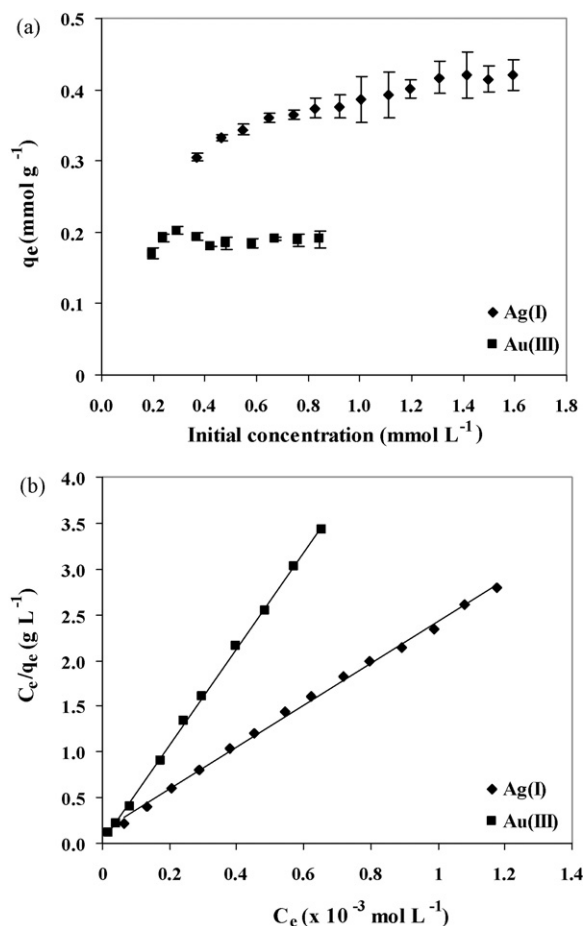 (a)
0.5
0.4
0.3
0.2
0.1
0
q_e (mmol g⁻¹)
0.0 0.2 0.4 0.6 0.8 1.0 1.2 1.4 1.6 1.8
Initial concentration (mmol L⁻¹)
Ag(I)
Au(III)
(b)
4.0
3.5
3.0
2.5
2.0
1.5
1.0
0.5
0.0
C_e/q_e (g L⁻¹)
0 0.2 0.4 0.6 0.8 1 1.2 1.4
C_e (x 10⁻³ mol L⁻¹)
Ag(I)
Au(III)